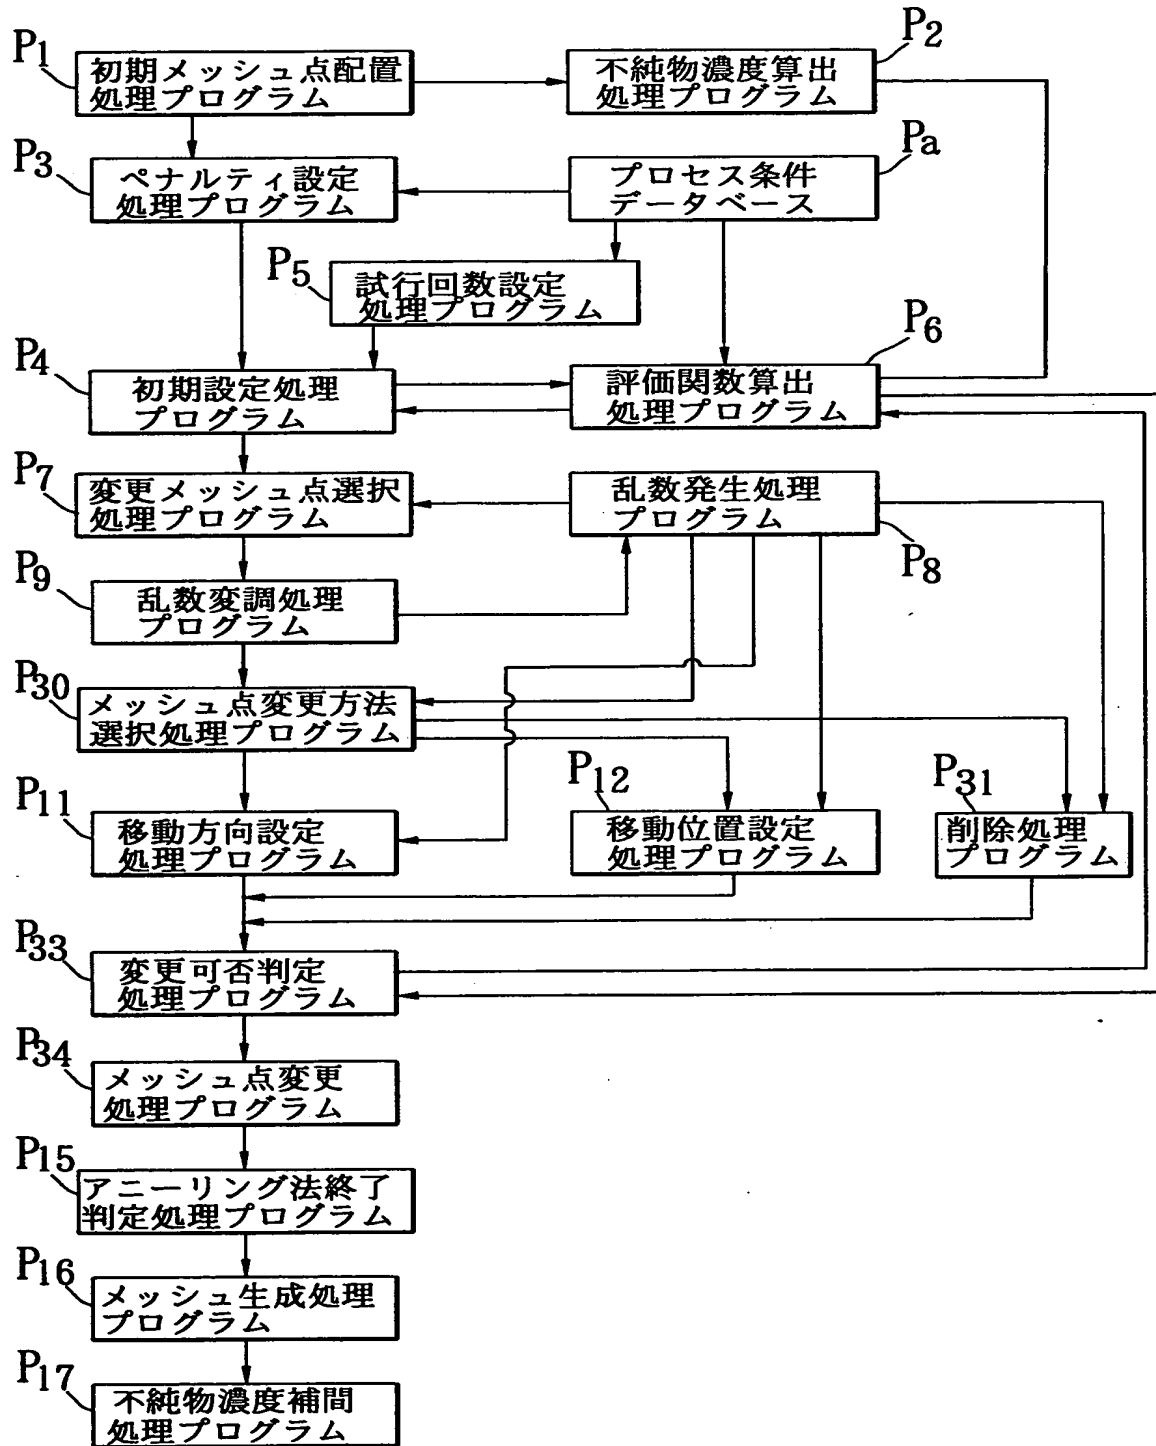 P1
初期メッシュ点配置
処理プログラム
P2
不純物濃度算出
処理プログラム
P3
ペナルティ設定
処理プログラム
Pa
プロセス条件
データベース
P5
試行回数設定
処理プログラム
P4
初期設定処理
プログラム
P6
評価関数算出
処理プログラム
P7
変更メッシュ点選択
処理プログラム
乱数発生処理
プログラム
P8
P9
乱数変調処理
プログラム
P30
メッシュ点変更方法
選択処理プログラム
P11
移動方向設定
処理プログラム
P12
移動位置設定
処理プログラム
P31
削除処理
プログラム
P33
変更可否判定
処理プログラム
P34
メッシュ点変更
処理プログラム
P15
アニーリング法終了
判定処理プログラム
P16
メッシュ生成処理
プログラム
P17
不純物濃度補間
処理プログラム